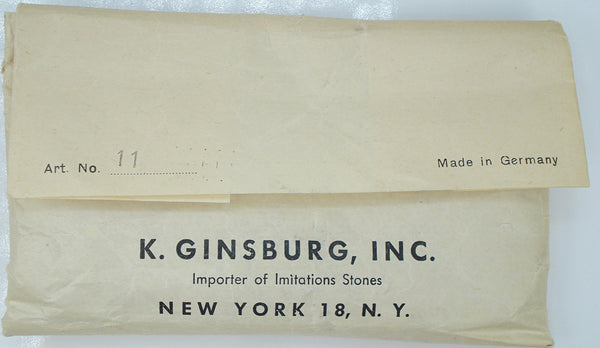 Art. No. 11
Made in Germany
K. GINSBURG, INC.
Importer of Imitations Stones
NEW YORK 18, N. Y.